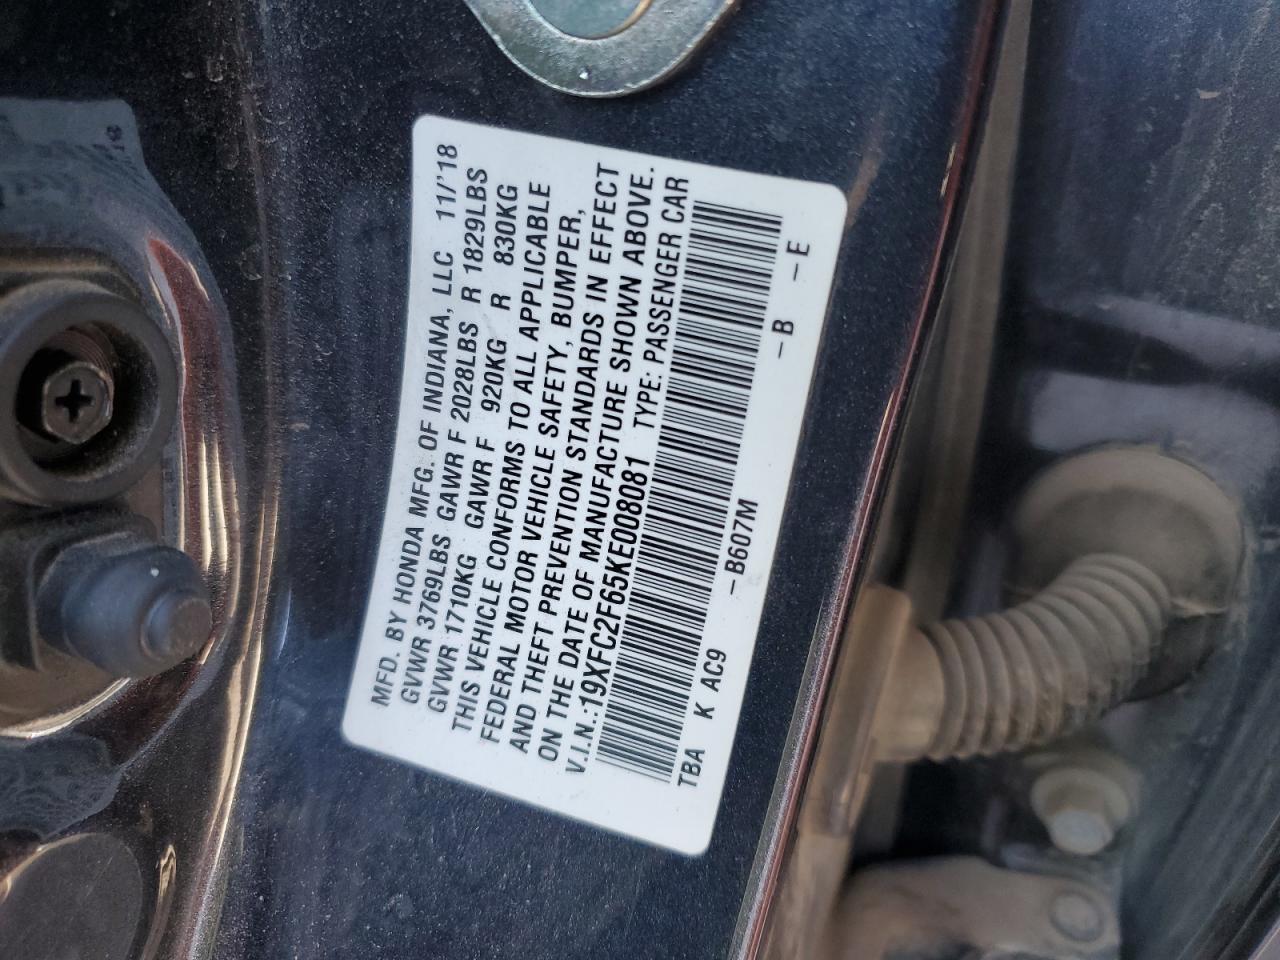 MFD. BY HONDA MFG. OF INDIANA, LLC 11/'18
GVWR 3769LBS GAWR F 2028LBS R 1829LBS
GVWR 1710KG GAWR F 920KG R 830KG
THIS VEHICLE CONFORMS TO ALL APPLICABLE
FEDERAL MOTOR VEHICLE SAFETY, BUMPER,
AND THEFT PREVENTION STANDARDS IN EFFECT
ON THE DATE OF MANUFACTURE SHOWN ABOVE.
V.I.N.:19XFC2F65KE008081 TYPE: PASSENGER CAR
TBA K AC9 -B607M -B -E